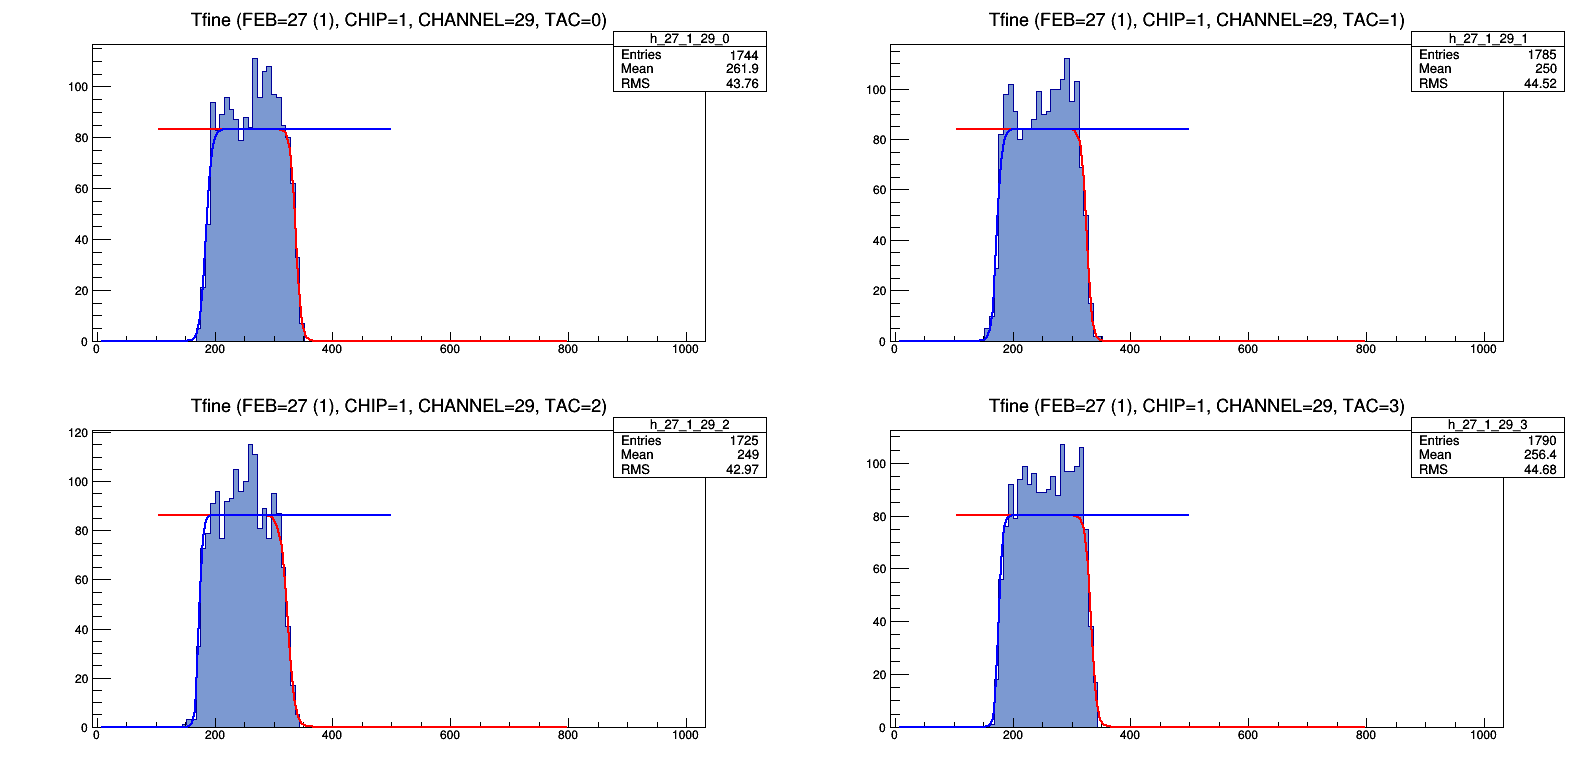 Tfine (FEB=27 (1), CHIP=1, CHANNEL=29, TAC=0)
h_27_1_29_0
Entries 1744
Mean 261.9
RMS 43.76
100
80
60
40
20
0
0 200 400 600 800 1000
Tfine (FEB=27 (1), CHIP=1, CHANNEL=29, TAC=1)
h_27_1_29_1
Entries 1785
Mean 250
RMS 44.52
100
80
60
40
20
0
0 200 400 600 800 1000
Tfine (FEB=27 (1), CHIP=1, CHANNEL=29, TAC=2)
h_27_1_29_2
Entries 1725
Mean 249
RMS 42.97
120
100
80
60
40
20
0
0 200 400 600 800 1000
Tfine (FEB=27 (1), CHIP=1, CHANNEL=29, TAC=3)
h_27_1_29_3
Entries 1790
Mean 256.4
RMS 44.68
100
80
60
40
20
0
0 200 400 600 800 1000